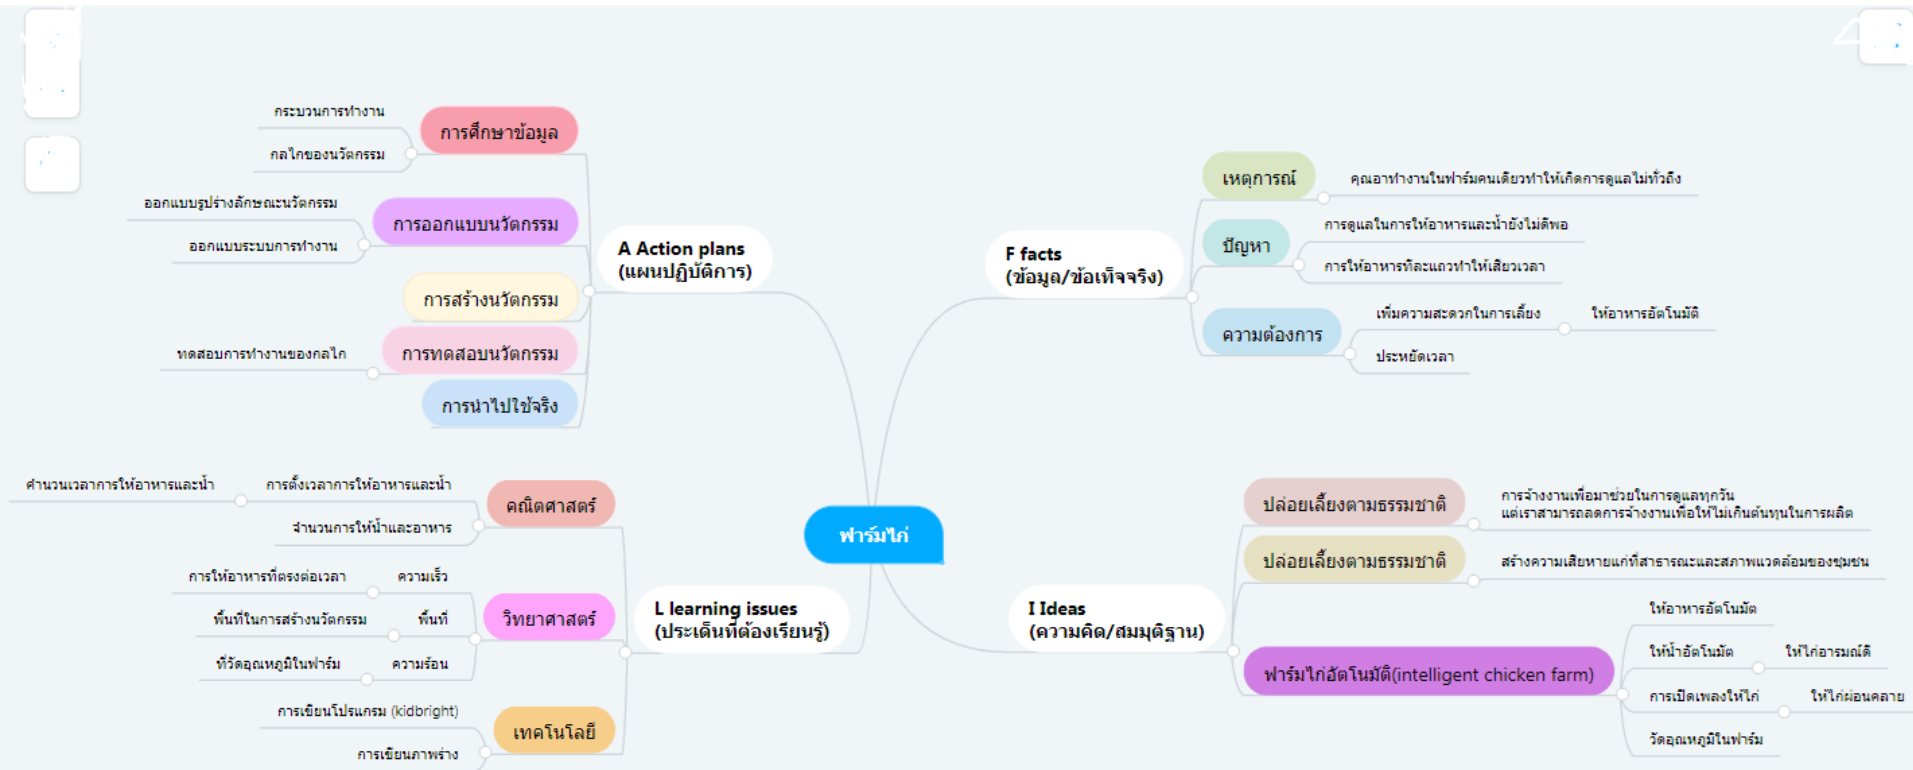 กระบวนการทำงาน
กลไกของนวัตกรรม
การศึกษาข้อมูล
ออกแบบรูปร่างลักษณะนวัตกรรม
ออกแบบระบบการทำงาน
การออกแบบนวัตกรรม
การสร้างนวัตกรรม
ทดสอบการทำงานของกลไก
การทดสอบนวัตกรรม
การนำไปใช้จริง
A Action plans
(แผนปฏิบัติการ)
F facts
(ข้อมูล/ข้อเท็จจริง)
เหตุการณ์
คุณอาทำงานในฟาร์มคนเดียวทำให้เกิดการดูแลไม่ทั่วถึง
ปัญหา
การดูแลในการให้อาหารและน้ำยังไม่ดีพอ
การให้อาหารทีละแถวทำให้เสียวเวลา
ความต้องการ
เพิ่มความสะดวกในการเลี้ยง
ให้อาหารอัตโนมัติ
ประหยัดเวลา
ฟาร์มไก่
คำนวนเวลาการให้อาหารและน้ำ
การตั้งเวลาการให้อาหารและน้ำ
จำนวนการให้น้ำและอาหาร
คณิตศาสตร์
การให้อาหารที่ตรงต่อเวลา
ความเร็ว
พื้นที่ในการสร้างนวัตกรรม
พื้นที่
ที่วัดอุณหภูมิในฟาร์ม
ความร้อน
วิทยาศาสตร์
การเขียนโปรแกรม (kidbright)
การเขียนภาพร่าง
เทคโนโลยี
L learning issues
(ประเด็นที่ต้องเรียนรู้)
I Ideas
(ความคิด/สมมุติฐาน)
ปล่อยเลี้ยงตามธรรมชาติ
การจ้างงานเพื่อมาช่วยในการดูแลทุกวัน
แต่เราสามารถลดการจ้างงานเพื่อให้ไม่เกินต้นทุนในการผลิต
ปล่อยเลี้ยงตามธรรมชาติ
สร้างความเสียหายแก่ที่สาธารณะและสภาพแวดล้อมของชุมชน
ฟาร์มไก่อัตโนมัติ(intelligent chicken farm)
ให้อาหารอัตโนมัต
ให้น้ำอัตโนมัต
ให้ไก่อารมณ์ดี
การเปิดเพลงให้ไก่
ให้ไก่ผ่อนคลาย
วัดอุณหภูมิในฟาร์ม